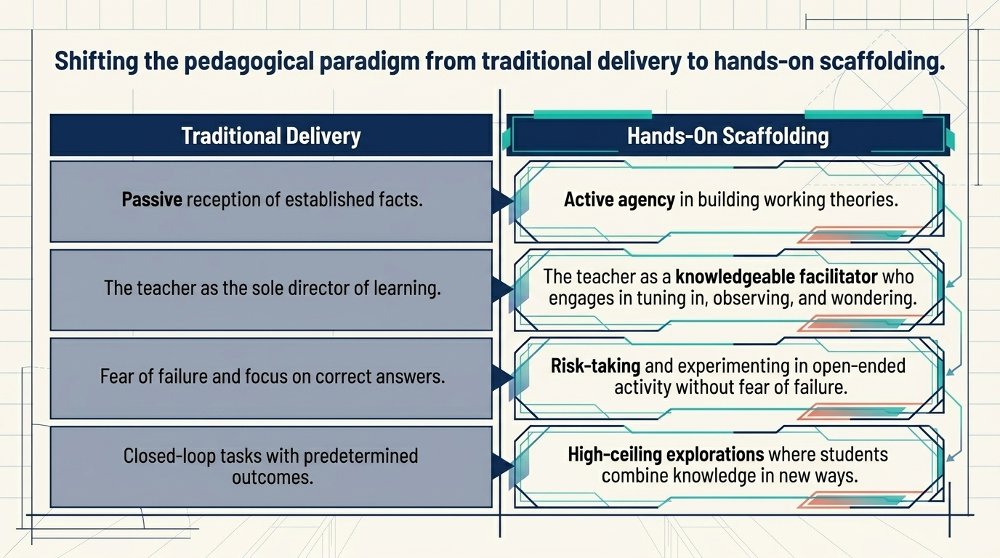 Shifting the pedagogical paradigm from traditional delivery to hands-on scaffolding.
Traditional Delivery
Hands-On Scaffolding
Passive reception of established facts.
Active agency in building working theories.
The teacher as the sole director of learning.
The teacher as a knowledgeable facilitator who
engages in tuning in, observing, and wondering.
Fear of failure and focus on correct answers.
Risk-taking and experimenting in open-ended
activity without fear of failure.
Closed-loop tasks with predetermined
outcomes.
High-ceiling explorations where students
combine knowledge in new ways.